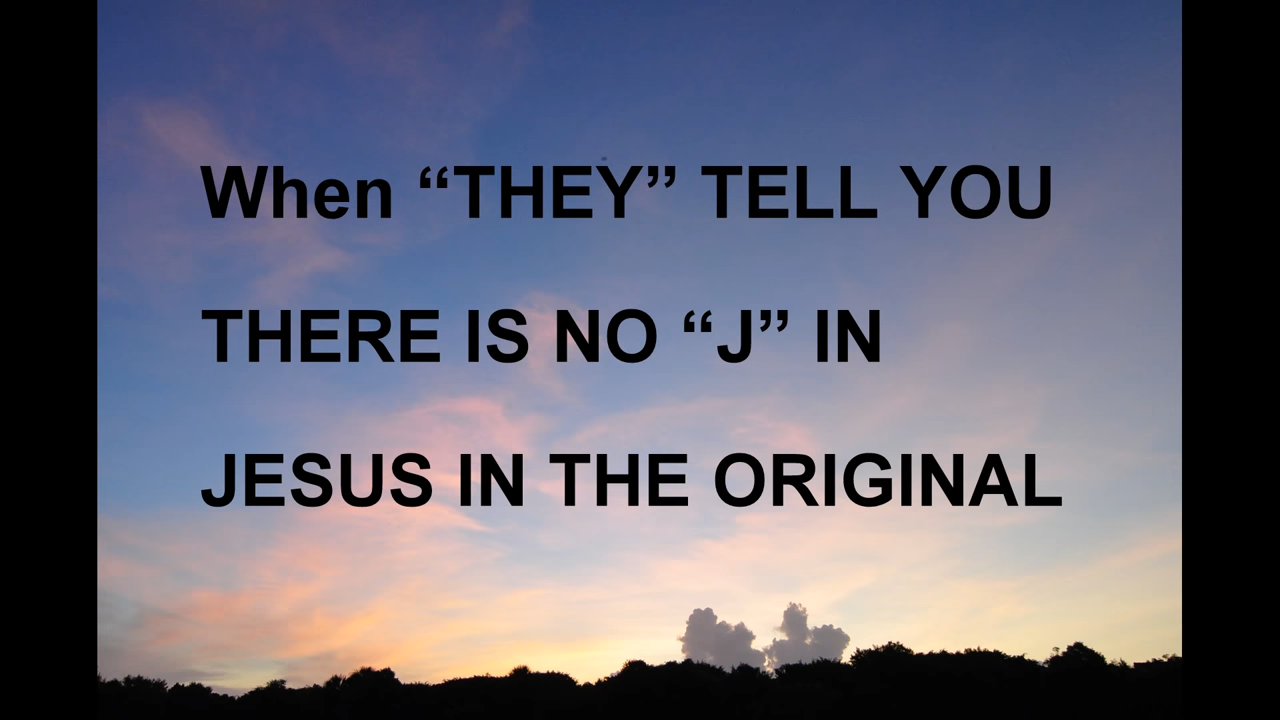 When “THEY” TELL YOU
THERE IS NO “J” IN
JESUS IN THE ORIGINAL